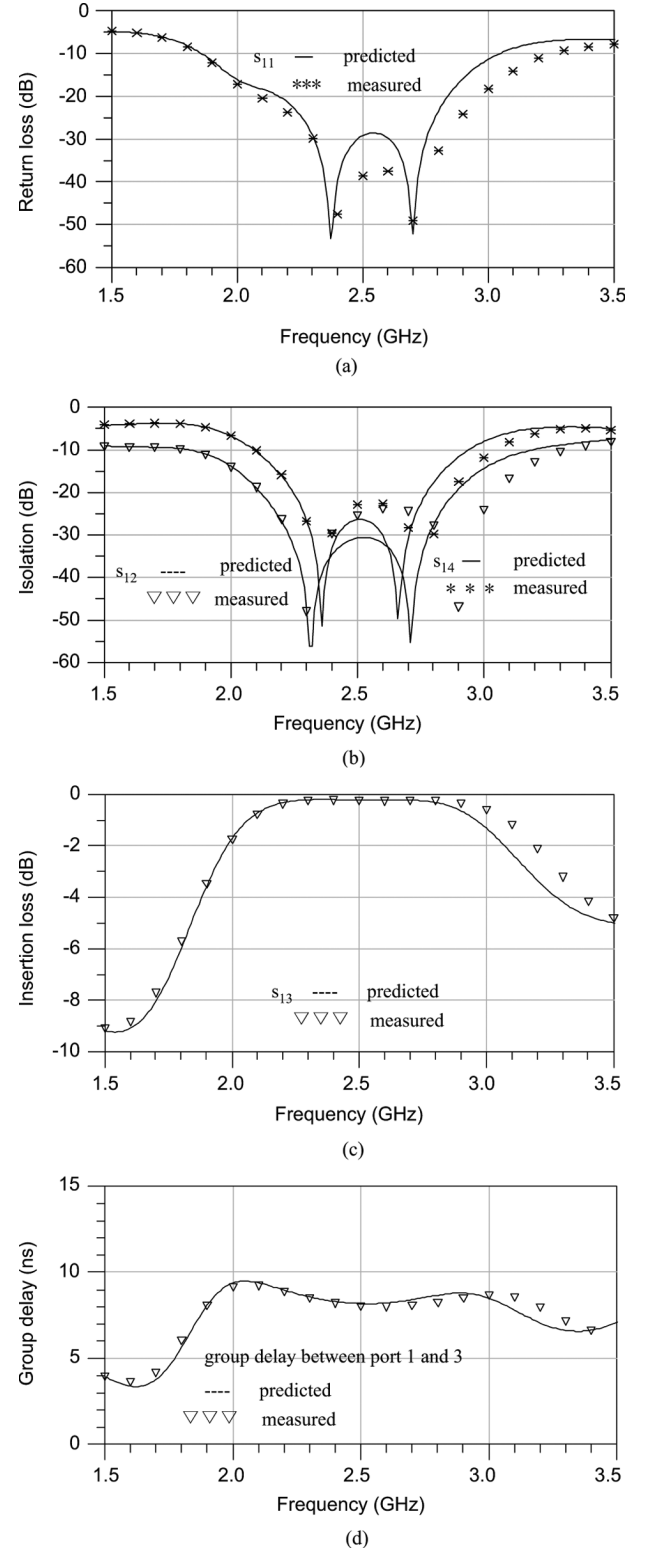 0
-10
-20
-30
-40
-50
-60
Return loss (dB)
s11 — predicted
*** measured
1.5 2.0 2.5 3.0 3.5
Frequency (GHz)
(a)
0
-10
-20
-30
-40
-50
-60
Isolation (dB)
s12 ---- predicted
▽▽▽ measured
s14 — predicted
* * * measured
1.5 2.0 2.5 3.0 3.5
Frequency (GHz)
(b)
0
-2
-4
-6
-8
-10
Insertion loss (dB)
s13 ---- predicted
▽▽▽ measured
1.5 2.0 2.5 3.0 3.5
Frequency (GHz)
(c)
15
10
5
0
Group delay (ns)
group delay between port 1 and 3
---- predicted
▽▽▽ measured
1.5 2.0 2.5 3.0 3.5
Frequency (GHz)
(d)